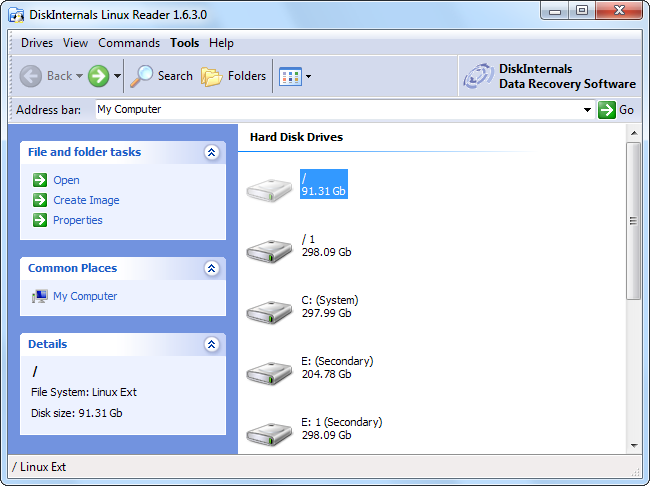 DiskInternals Linux Reader 1.6.3.0
Drives View Commands Tools Help
Back Search Folders
DiskInternals
Data Recovery Software
Address bar: My Computer Go
File and folder tasks
Open
Create Image
Properties
Common Places
My Computer
Details
/
File System: Linux Ext
Disk size: 91.31 Gb
Hard Disk Drives
/
91.31 Gb
/ 1
298.09 Gb
C: (System)
297.99 Gb
E: (Secondary)
204.78 Gb
E: 1 (Secondary)
298.09 Gb
/ Linux Ext